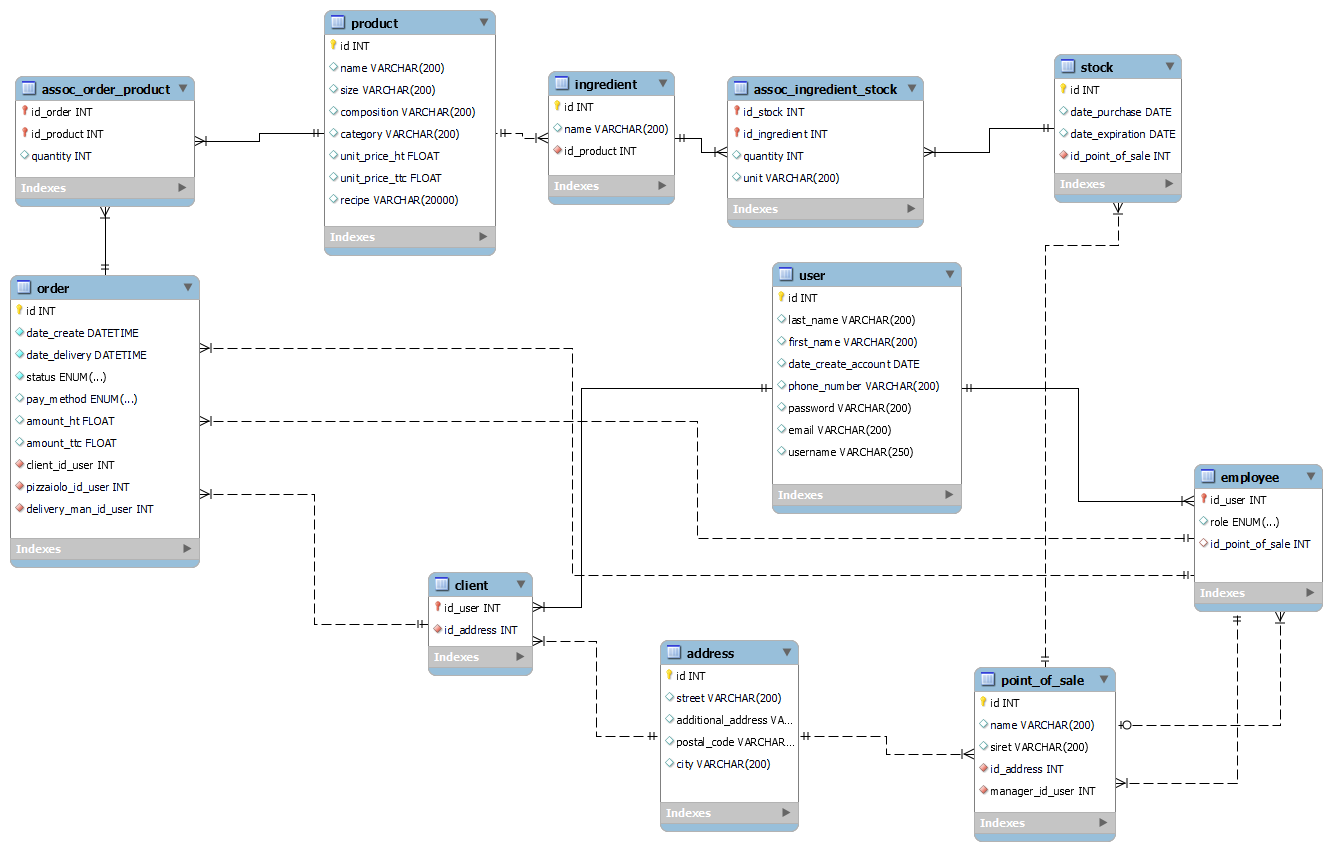 product
id INT
name VARCHAR(200)
size VARCHAR(200)
composition VARCHAR(200)
category VARCHAR(200)
unit_price_ht FLOAT
unit_price_ttc FLOAT
recipe VARCHAR(20000)
Indexes
assoc_order_product
id_order INT
id_product INT
quantity INT
Indexes
ingredient
id INT
name VARCHAR(200)
id_product INT
Indexes
assoc_ingredient_stock
id_stock INT
id_ingredient INT
quantity INT
unit VARCHAR(200)
Indexes
stock
id INT
date_purchase DATE
date_expiration DATE
id_point_of_sale INT
Indexes
order
id INT
date_create DATETIME
date_delivery DATETIME
status ENUM(...)
pay_method ENUM(...)
amount_ht FLOAT
amount_ttc FLOAT
client_id_user INT
pizzaiolo_id_user INT
delivery_man_id_user INT
Indexes
user
id INT
last_name VARCHAR(200)
first_name VARCHAR(200)
date_create_account DATE
phone_number VARCHAR(200)
password VARCHAR(200)
email VARCHAR(200)
username VARCHAR(250)
Indexes
employee
id_user INT
role ENUM(...)
id_point_of_sale INT
Indexes
client
id_user INT
id_address INT
Indexes
address
id INT
street VARCHAR(200)
additional_address VA...
postal_code VARCHAR...
city VARCHAR(200)
Indexes
point_of_sale
id INT
name VARCHAR(200)
siret VARCHAR(200)
id_address INT
manager_id_user INT
Indexes